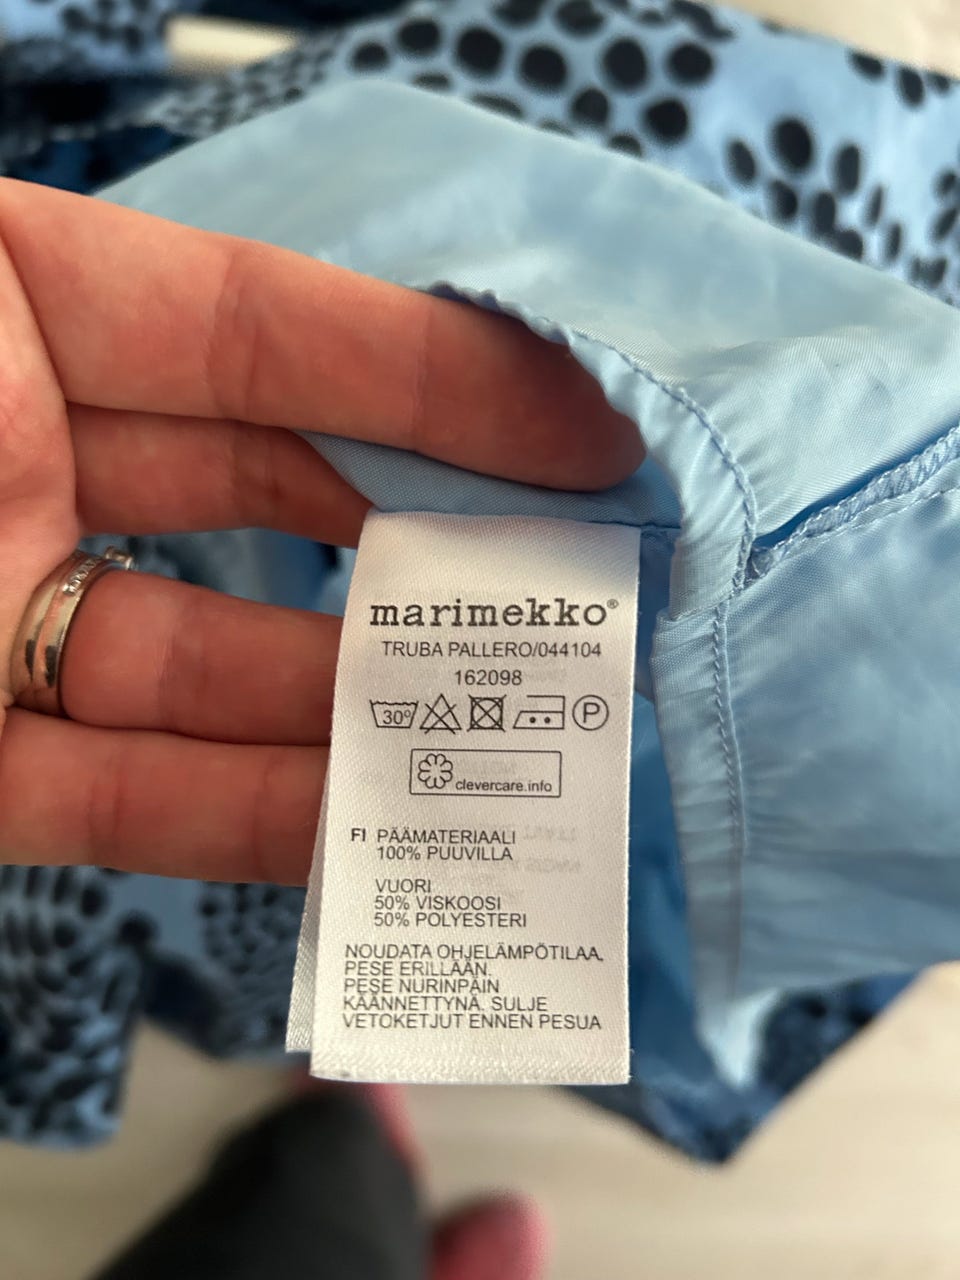 marimekko®
TRUBA PALLERO/044104
162098
30° P
clevercare.info
FI PÄÄMATERIAALI
100% PUUVILLA
VUORI
50% VISKOOSI
50% POLYESTERI
NOUDATA OHJELÄMPÖTILAA,
PESE ERILLÄÄN.
PESE NURINPÄIN
KÄÄNNETTYNÄ. SULJE
VETOKETJUT ENNEN PESUA